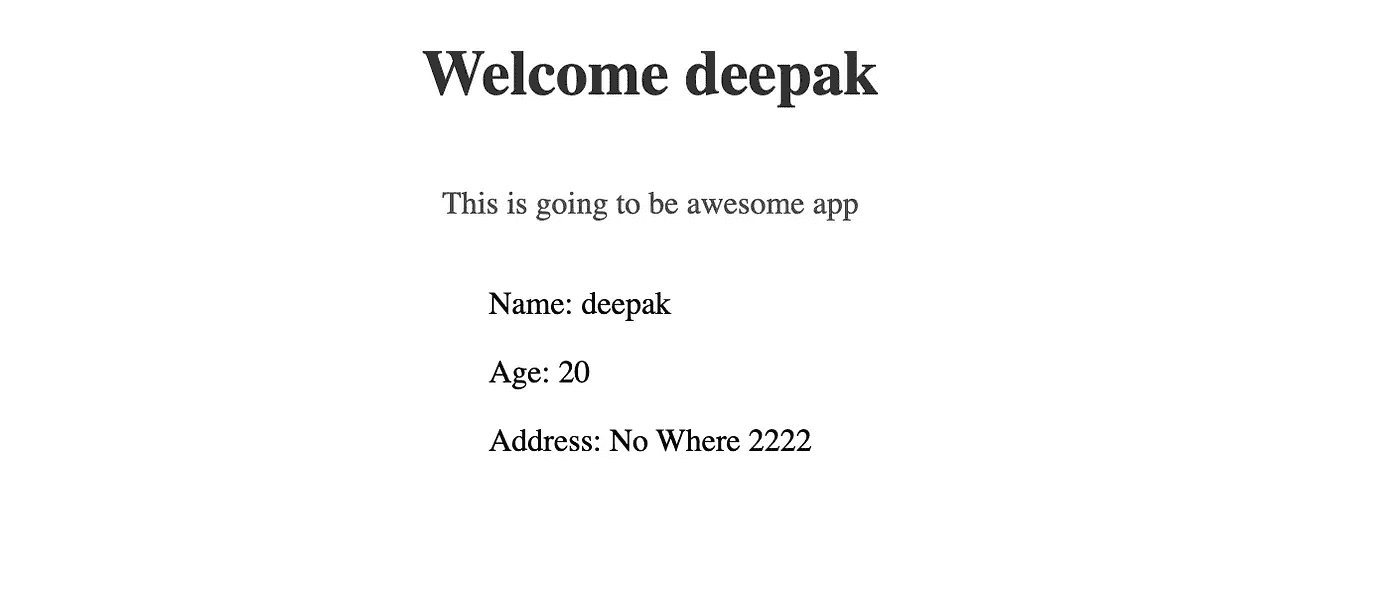 Welcome deepak
This is going to be awesome app
Name: deepak
Age: 20
Address: No Where 2222